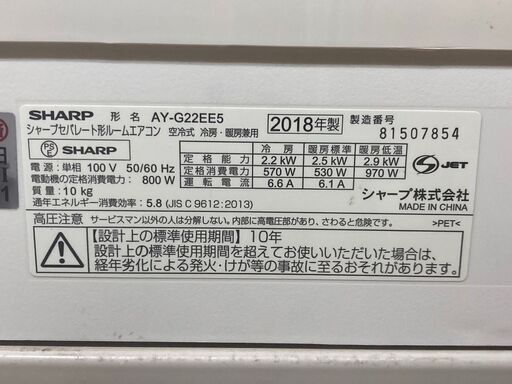 SHARP 形 名 AY-G22EE5 2018年製 製造番号
シャープセパレート形ルームエアコン 空冷式 冷房・暖房兼用 81507854
PS E SHARP
冷 房 暖房標準 暖房低温
定 格 能 力 2.2 kW 2.5 kW 2.9 kW
定格消費電力 570 W 530 W 970 W
運 転 電 流 6.6 A 6.1 A
JET
電源：単相 100 V 50/60 Hz
電動機の定格消費電力： 800 W
質量：10 kg
通年エネルギー消費効率：5.8 (JIS C 9612:2013)
シャープ株式会社
MADE IN CHINA
高圧注意 サービスマン以外の人は分解しない。内部に高電圧部があり、さわると危険です。
>PET<
【設計上の標準使用期間】10年
設計上の標準使用期間を超えてお使いいただいた場合は、
経年劣化による発火・けが等の事故に至るおそれがあります。